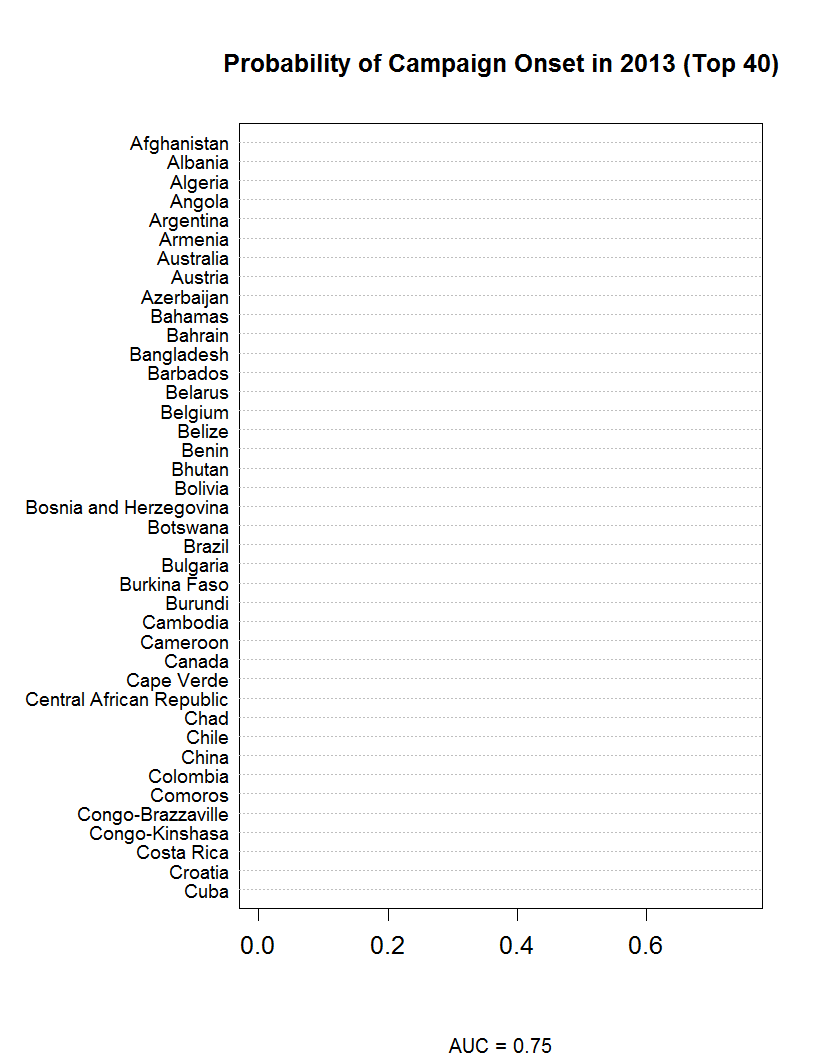 Probability of Campaign Onset in 2013 (Top 40)
Afghanistan
Albania
Algeria
Angola
Argentina
Armenia
Australia
Austria
Azerbaijan
Bahamas
Bahrain
Bangladesh
Barbados
Belarus
Belgium
Belize
Benin
Bhutan
Bolivia
Bosnia and Herzegovina
Botswana
Brazil
Bulgaria
Burkina Faso
Burundi
Cambodia
Cameroon
Canada
Cape Verde
Central African Republic
Chad
Chile
China
Colombia
Comoros
Congo-Brazzaville
Congo-Kinshasa
Costa Rica
Croatia
Cuba
0.0 0.2 0.4 0.6
AUC = 0.75